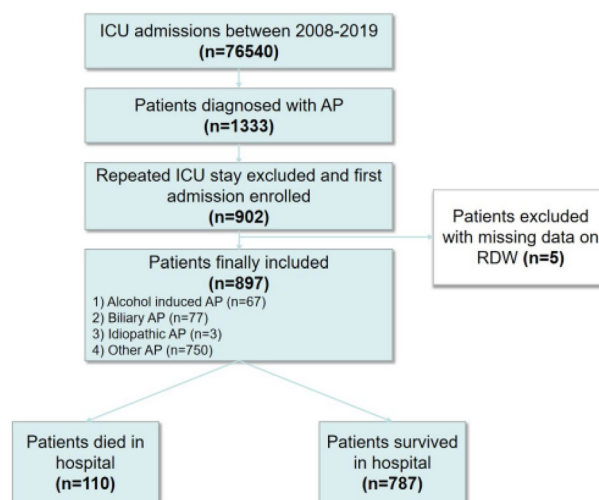 ICU admissions between 2008-2019
(n=76540)
Patients diagnosed with AP
(n=1333)
Repeated ICU stay excluded and first
admission enrolled
(n=902)
Patients excluded
with missing data on
RDW (n=5)
Patients finally included
(n=897)
1) Alcohol induced AP (n=67)
2) Biliary AP (n=77)
3) Idiopathic AP (n=3)
4) Other AP (n=750)
Patients died in
hospital
(n=110)
Patients survived
in hospital
(n=787)